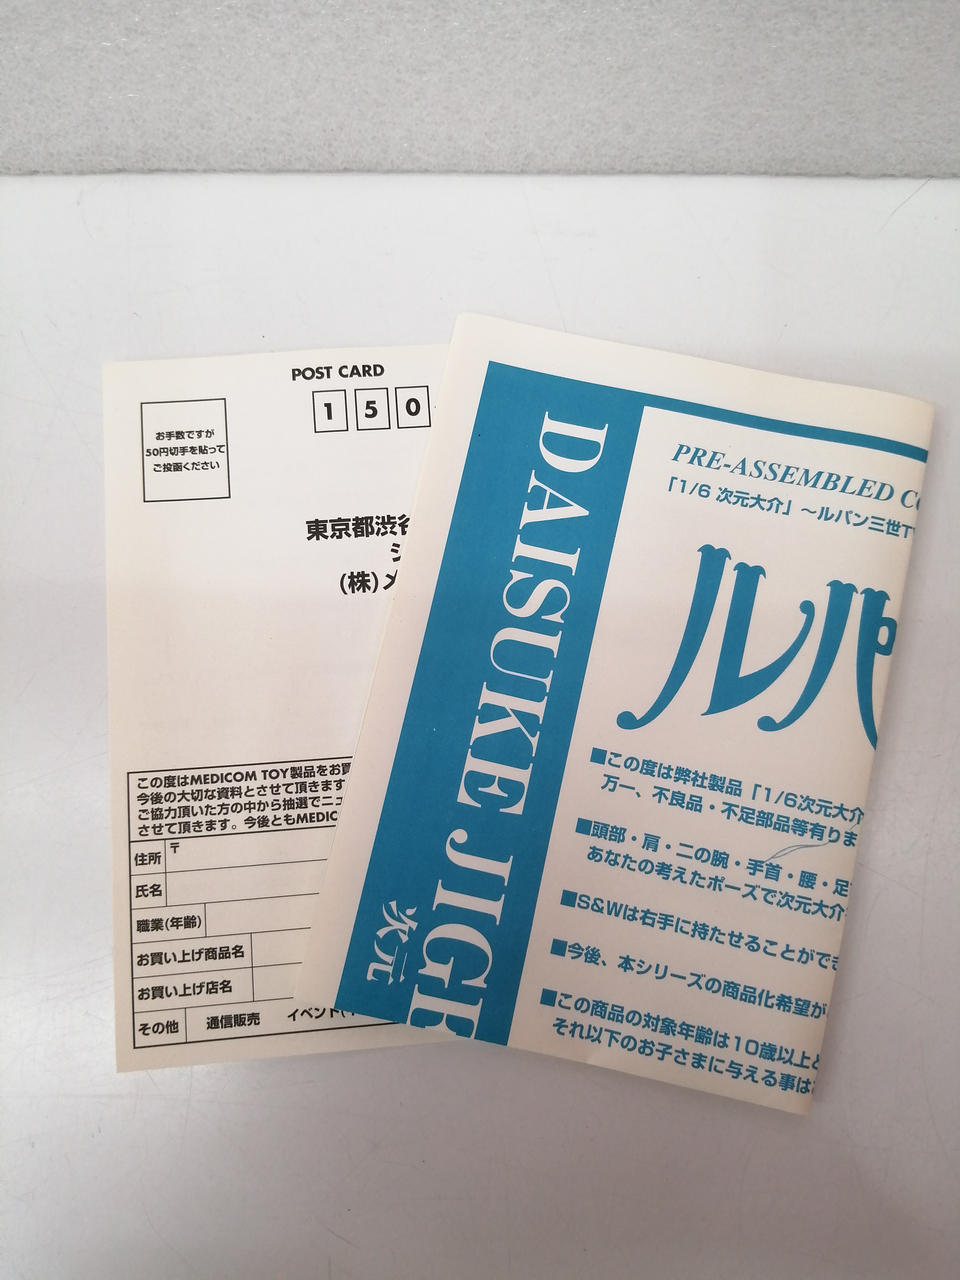 POST CARD
1 5 0
お手数ですが
50円切手を貼って
ご投函ください
東京都渋谷
(株)メ
この度はMEDICOM TOY製品をお買
今後の大切な資料とさせて頂きます
ご協力頂いた方の中から抽選でニュ
させて頂きます。今後ともMEDIC
住所 〒
氏名
職業(年齢)
お買い上げ商品名
お買い上げ店名
その他 通信販売 イベント(
DAISUKE JIGE
次元
PRE-ASSEMBLED CO
「1/6 次元大介」〜ルパン三世T
ルパ
■この度は弊社製品「1/6次元大介
万一、不良品・不足部品等有りま
■頭部・肩・二の腕・手首・腰・足
あなたの考えたポーズで次元大介
■S&Wは右手に持たせることができ
■今後、本シリーズの商品化希望が
■この商品の対象年齢は10歳以上と
それ以下のお子さまに与える事は